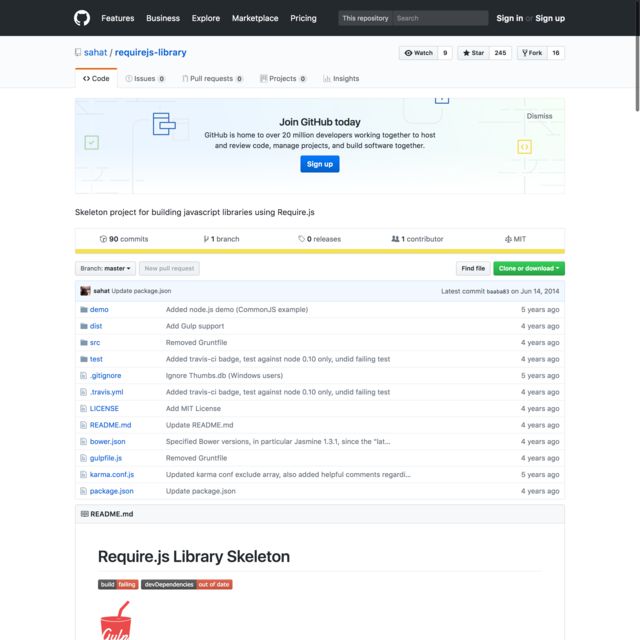 Features Business Explore Marketplace Pricing This repository Search Sign in or Sign up
sahat / requirejs-library Watch 9 Star 245 Fork 16
Code Issues 0 Pull requests 0 Projects 0 Insights
Join GitHub today
Dismiss
GitHub is home to over 20 million developers working together to host
and review code, manage projects, and build software together.
Sign up
Skeleton project for building javascript libraries using Require.js
90 commits 1 branch 0 releases 1 contributor MIT
Branch: master New pull request Find file Clone or download
sahat Update package.json Latest commit baaba83 on Jun 14, 2014
demo Added node.js demo (CommonJS example) 5 years ago
dist Add Gulp support 4 years ago
src Removed Gruntfile 4 years ago
test Added travis-ci badge, test against node 0.10 only, undid failing test 4 years ago
.gitignore Ignore Thumbs.db (Windows users) 5 years ago
.travis.yml Added travis-ci badge, test against node 0.10 only, undid failing test 4 years ago
LICENSE Add MIT License 4 years ago
README.md Update README.md 4 years ago
bower.json Specified Bower versions, in particular Jasmine 1.3.1, since the "lat... 4 years ago
gulpfile.js Removed Gruntfile 4 years ago
karma.conf.js Updated karma conf exclude array, also added helpful comments regardi... 5 years ago
package.json Update package.json 4 years ago
README.md
Require.js Library Skeleton
build failing devDependencies out of date
Gulp